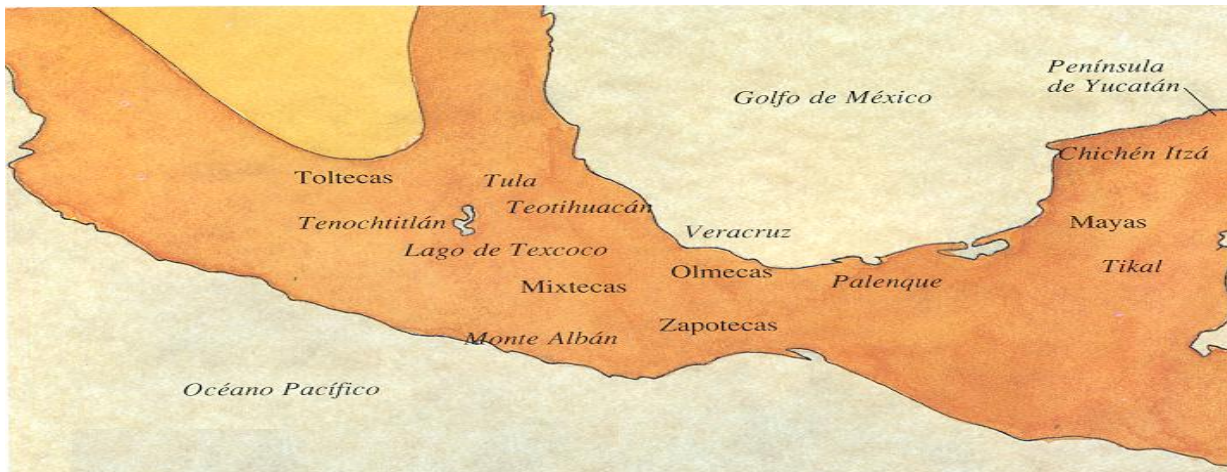 Península
de Yucatán
Golfo de México
Chichén Itzá
Toltecas
Tula
Teotihuacán
Tenochtitlán
Mayas
Veracruz
Lago de Texcoco
Olmecas
Tikal
Palenque
Mixtecas
Zapotecas
Monte Albán
Océano Pacífico